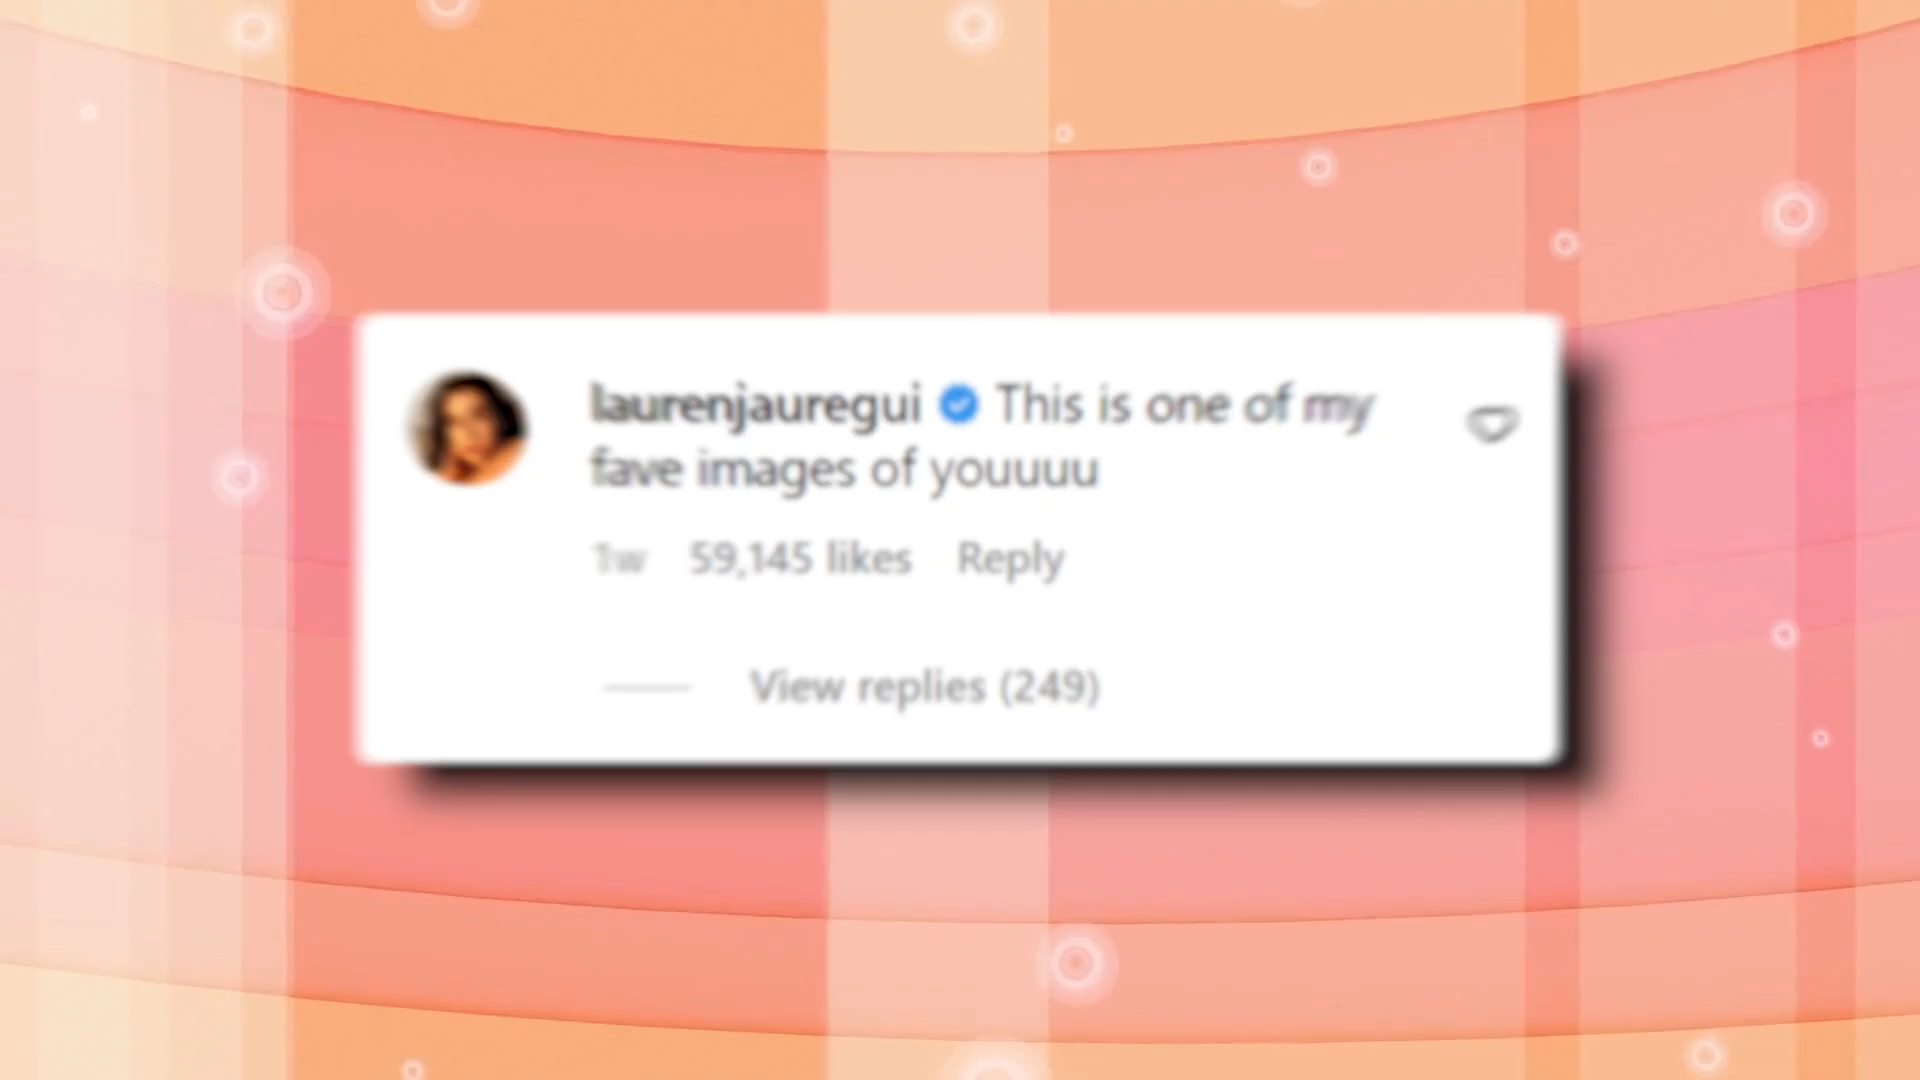 laurenjauregui This is one of my
fave images of youuuu
1w 59,145 likes Reply
View replies (249)